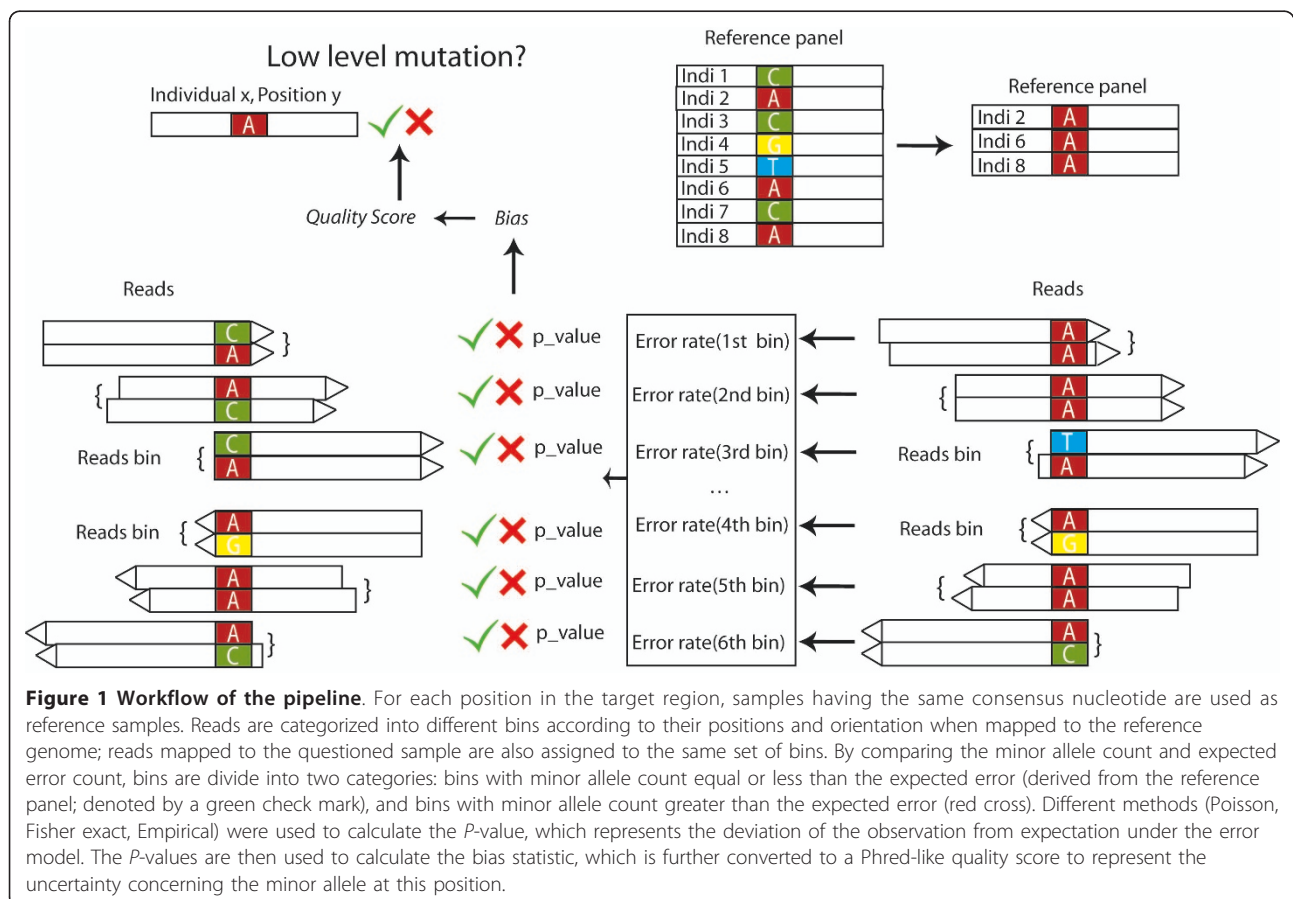 Low level mutation?
Individual x, Position y
A
Quality Score
Bias
Reference panel
Indi 1 C
Indi 2 A
Indi 3 C
Indi 4 G
Indi 5 T
Indi 6 A
Indi 7 C
Indi 8 A
Reference panel
Indi 2 A
Indi 6 A
Indi 8 A
Reads
C
A
}
{
A
C
Reads bin
{
C
A
Reads bin
{
A
G
A
A
}
A
C
}
p_value
p_value
p_value
p_value
p_value
p_value
Error rate(1st bin)
Error rate(2nd bin)
Error rate(3rd bin)
...
Error rate(4th bin)
Error rate(5th bin)
Error rate(6th bin)
Reads
A
A
}
{
A
A
Reads bin
{
T
A
Reads bin
{
A
G
{
A
A
A
C
}
Figure 1 Workflow of the pipeline. For each position in the target region, samples having the same consensus nucleotide are used as
reference samples. Reads are categorized into different bins according to their positions and orientation when mapped to the reference
genome; reads mapped to the questioned sample are also assigned to the same set of bins. By comparing the minor allele count and expected
error count, bins are divide into two categories: bins with minor allele count equal or less than the expected error (derived from the reference
panel; denoted by a green check mark), and bins with minor allele count greater than the expected error (red cross). Different methods (Poisson,
Fisher exact, Empirical) were used to calculate the P-value, which represents the deviation of the observation from expectation under the error
model. The P-values are then used to calculate the bias statistic, which is further converted to a Phred-like quality score to represent the
uncertainty concerning the minor allele at this position.